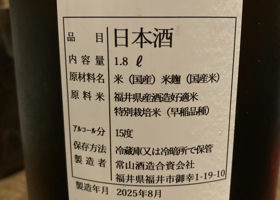 品目 日本酒
内容量 1.8ℓ
原材料名 米(国産)米麹(国産米)
原料米 福井県産酒造好適米
特別栽培米(早稲品種)
アルコール分 15度
保存方法 冷蔵庫又は冷暗所で保管
製造者 常山酒造合資会社
福井県福井市御幸1-19-10
製造年月 2025年8月